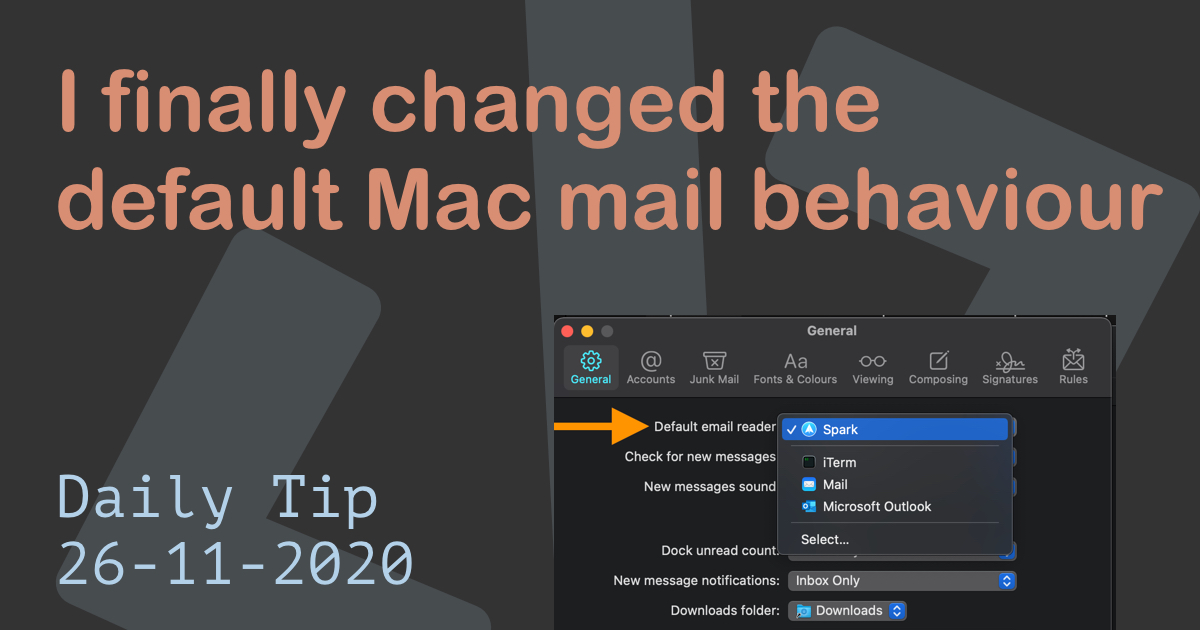 I finally changed the
default Mac mail behaviour
Daily Tip
26-11-2020
General
General Accounts Junk Mail Fonts & Colours Viewing Composing Signatures Rules
Default email reader
✓ Spark
Check for new messages
iTerm
New messages sound
Mail
Microsoft Outlook
Select...
Dock unread count:
New message notifications: Inbox Only
Downloads folder: Downloads